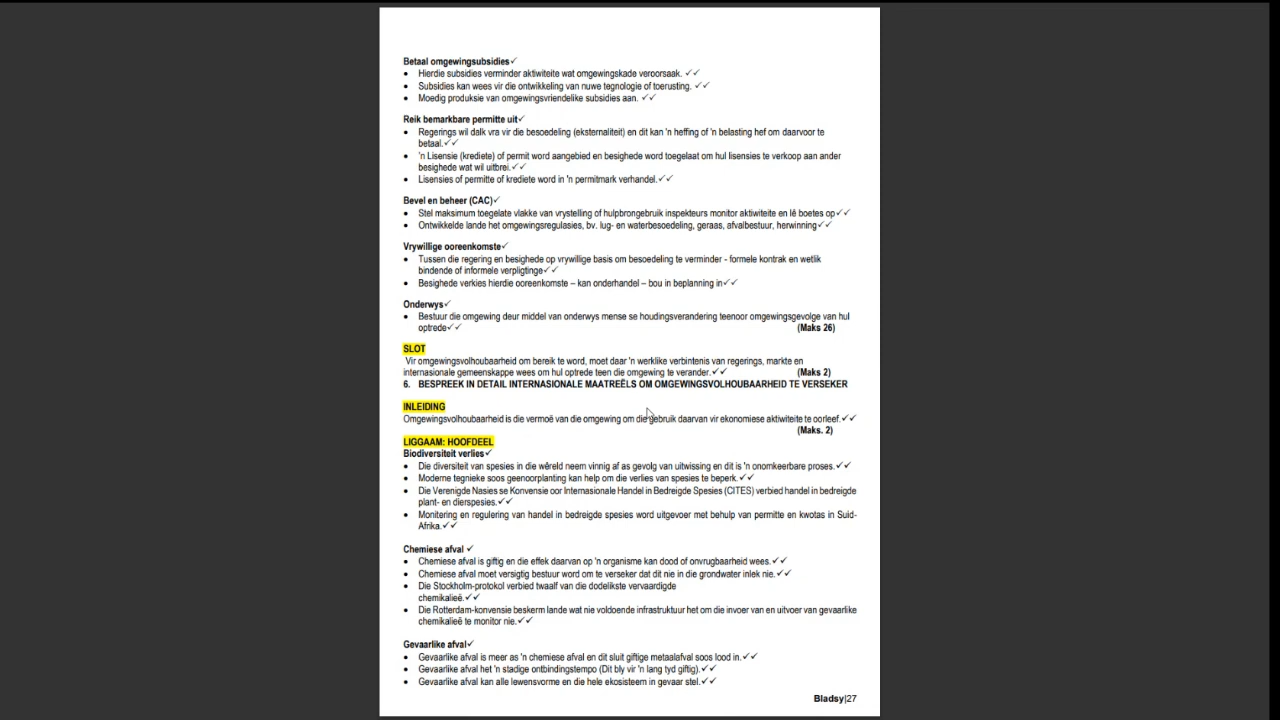 Betaal omgewingsubsidies✓
• Hierdie subsidies verminder aktiwiteite wat omgewingskade veroorsaak. ✓✓
• Subsidies kan wees vir die ontwikkeling van nuwe tegnologie of toerusting. ✓✓
• Moedig produksie van omgewingsvriendelike subsidies aan. ✓✓
Reik bemarkbare permitte uit✓
• Regerings wil dalk vra vir die besoedeling (eksternaliteit) en dit kan 'n heffing of 'n belasting hef om daarvoor te
betaal.✓✓
• 'n Lisensie (krediete) of permit word aangebied en besighede word toegelaat om hul lisensies te verkoop aan ander
besighede wat wil uitbrei.✓✓
• Lisensies of permitte of krediete word in 'n permitmark verhandel.✓✓
Bevel en beheer (CAC)✓
• Stel maksimum toegelate vlakke van vrystelling of hulpbrongebruik inspekteurs monitor aktiwiteite en lê boetes op✓✓
• Ontwikkelde lande het omgewingsregulasies, bv. lug- en waterbesoedeling, geraas, afvalbestuur, herwinning✓✓
Vrywillige ooreenkomste✓
• Tussen die regering en besighede op vrywillige basis om besoedeling te verminder - formele kontrak en wetlik
bindende of informele verpligtinge✓✓
• Besighede verkies hierdie ooreenkomste – kan onderhandel – bou in beplanning in✓✓
Onderwys✓
• Bestuur die omgewing deur middel van onderwys mense se houdingsverandering teenoor omgewingsgevolge van hul
optrede✓✓ (Maks 26)
SLOT
Vir omgewingsvolhoubaarheid om bereik te word, moet daar 'n werklike verbintenis van regerings, markte en
internasionale gemeenskappe wees om hul optrede teen die omgewing te verander.✓✓ (Maks 2)
6. BESPREEK IN DETAIL INTERNASIONALE MAATREËLS OM OMGEWINGSVOLHOUBAARHEID TE VERSEKER
INLEIDING
Omgewingsvolhoubaarheid is die vermoë van die omgewing om die gebruik daarvan vir ekonomiese aktiwiteite te oorleef.✓✓
(Maks. 2)
LIGGAAM: HOOFDEEL
Biodiversiteit verlies✓
• Die diversiteit van spesies in die wêreld neem vinnig af as gevolg van uitwissing en dit is 'n onomkeerbare proses.✓✓
• Moderne tegnieke soos geenoorplanting kan help om die verlies van spesies te beperk.✓✓
• Die Verenigde Nasies se Konvensie oor Internasionale Handel in Bedreigde Spesies (CITES) verbied handel in bedreigde
plant- en dierspesies.✓✓
• Monitering en regulering van handel in bedreigde spesies word uitgevoer met behulp van permitte en kwotas in Suid-
Afrika.✓✓
Chemiese afval ✓
• Chemiese afval is giftig en die effek daarvan op 'n organisme kan dood of onvrugbaarheid wees.✓✓
• Chemiese afval moet versigtig bestuur word om te verseker dat dit nie in die grondwater inlek nie.✓✓
• Die Stockholm-protokol verbied twaalf van die dodelikste vervaardigde
chemikalieë.✓✓
• Die Rotterdam-konvensie beskerm lande wat nie voldoende infrastruktuur het om die invoer van en uitvoer van gevaarlike
chemikalieë te monitor nie.✓✓
Gevaarlike afval✓
• Gevaarlike afval is meer as 'n chemiese afval en dit sluit giftige metaalafval soos lood in.✓✓
• Gevaarlike afval het 'n stadige ontbindingstempo (Dit bly vir 'n lang tyd giftig).✓✓
• Gevaarlike afval kan alle lewensvorme en die hele ekosisteem in gevaar stel.✓✓
Bladsy|27